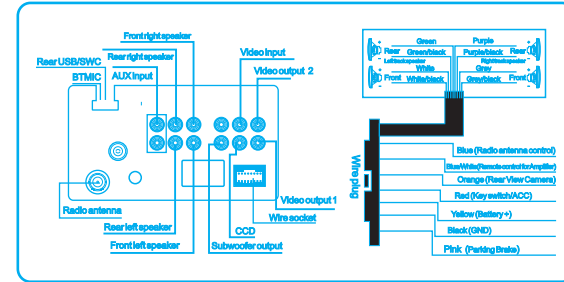 Front right speaker
Rear right speaker
Video input
Rear USB/SWC
BTMIC
AUX input
Video output 2
Radio antenna
Rear left speaker
Front left speaker
Video output 1
Wire socket
CCD
Subwoofer output
Green
Purple
Rear
Green/black
Purple/black
Rear
Left back speaker
Right back speaker
White
Grey
Front
White/black
Grey/black
Front
Wire plug
Blue (Radio antenna control)
Blue/White(Remote control for Amplifier)
Orange (Rear View Camera)
Red (Key switch/ACC)
Yellow (Battery +)
Black (GND)
Pink (Parking Brake)